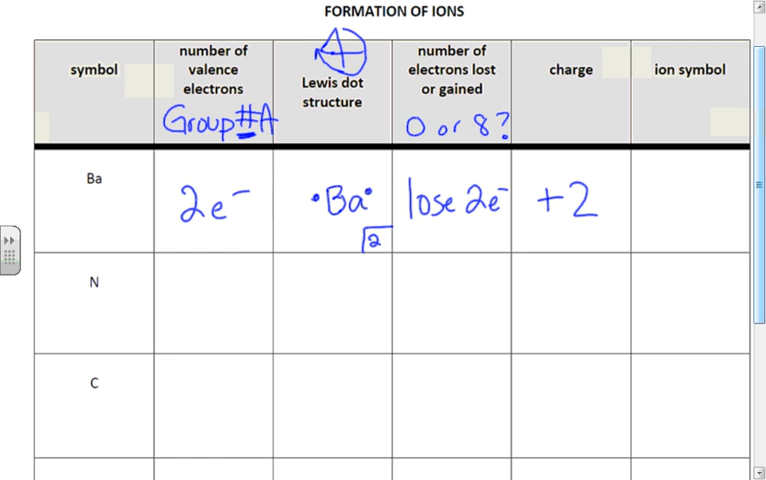 FORMATION OF IONS
symbol
number of
valence
electrons
Group #A
Lewis dot
structure
number of
electrons lost
or gained
0 or 8?
charge
ion symbol
Ba
2e⁻
•Ba•
2
lose 2e⁻
+2
N
C